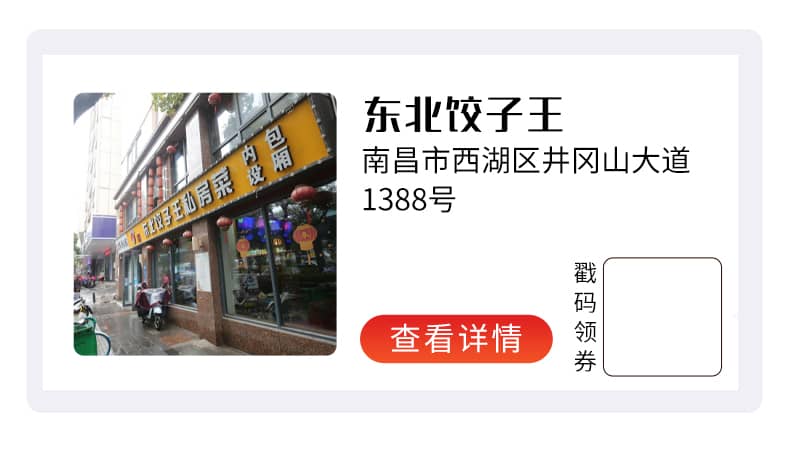 东北饺子王
南昌市西湖区井冈山大道
1388号
查看详情
戳
码
领
券
东北饺子王私房菜
内设
包厢